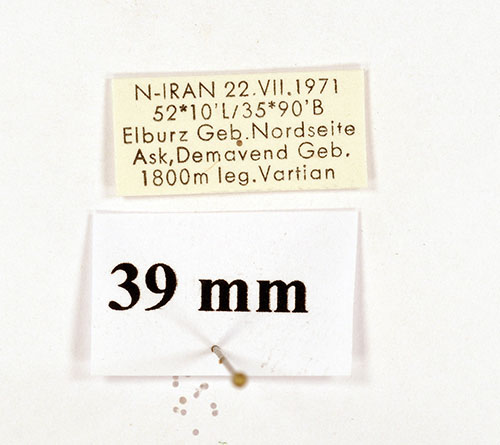 N-IRAN 22.VII.1971
52*10'L/35*90'B
Elburz Geb.Nordseite
Ask,Demavend Geb.
1800m leg.Vartian
39 mm